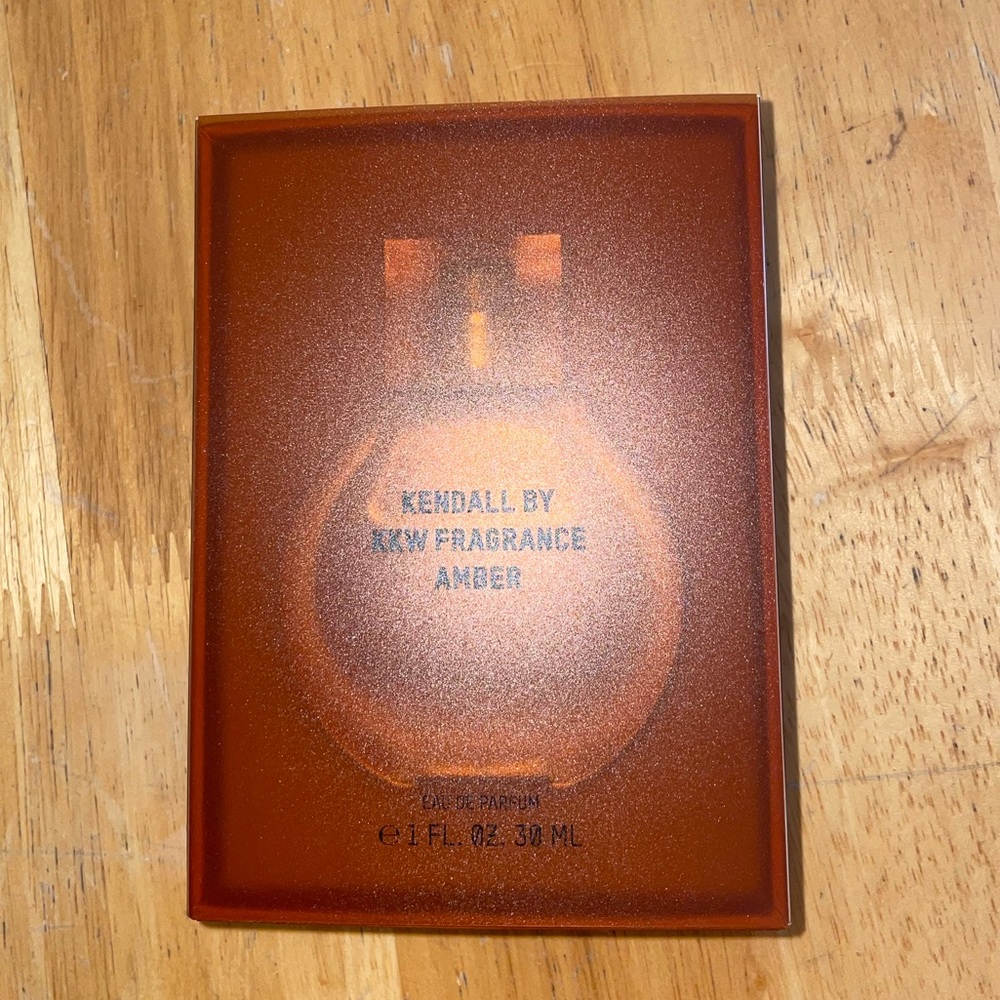 KENDALL BY
KKW FRAGRANCE
AMBER
EAU DE PARFUM
℮ 1 FL. OZ. 30 ML